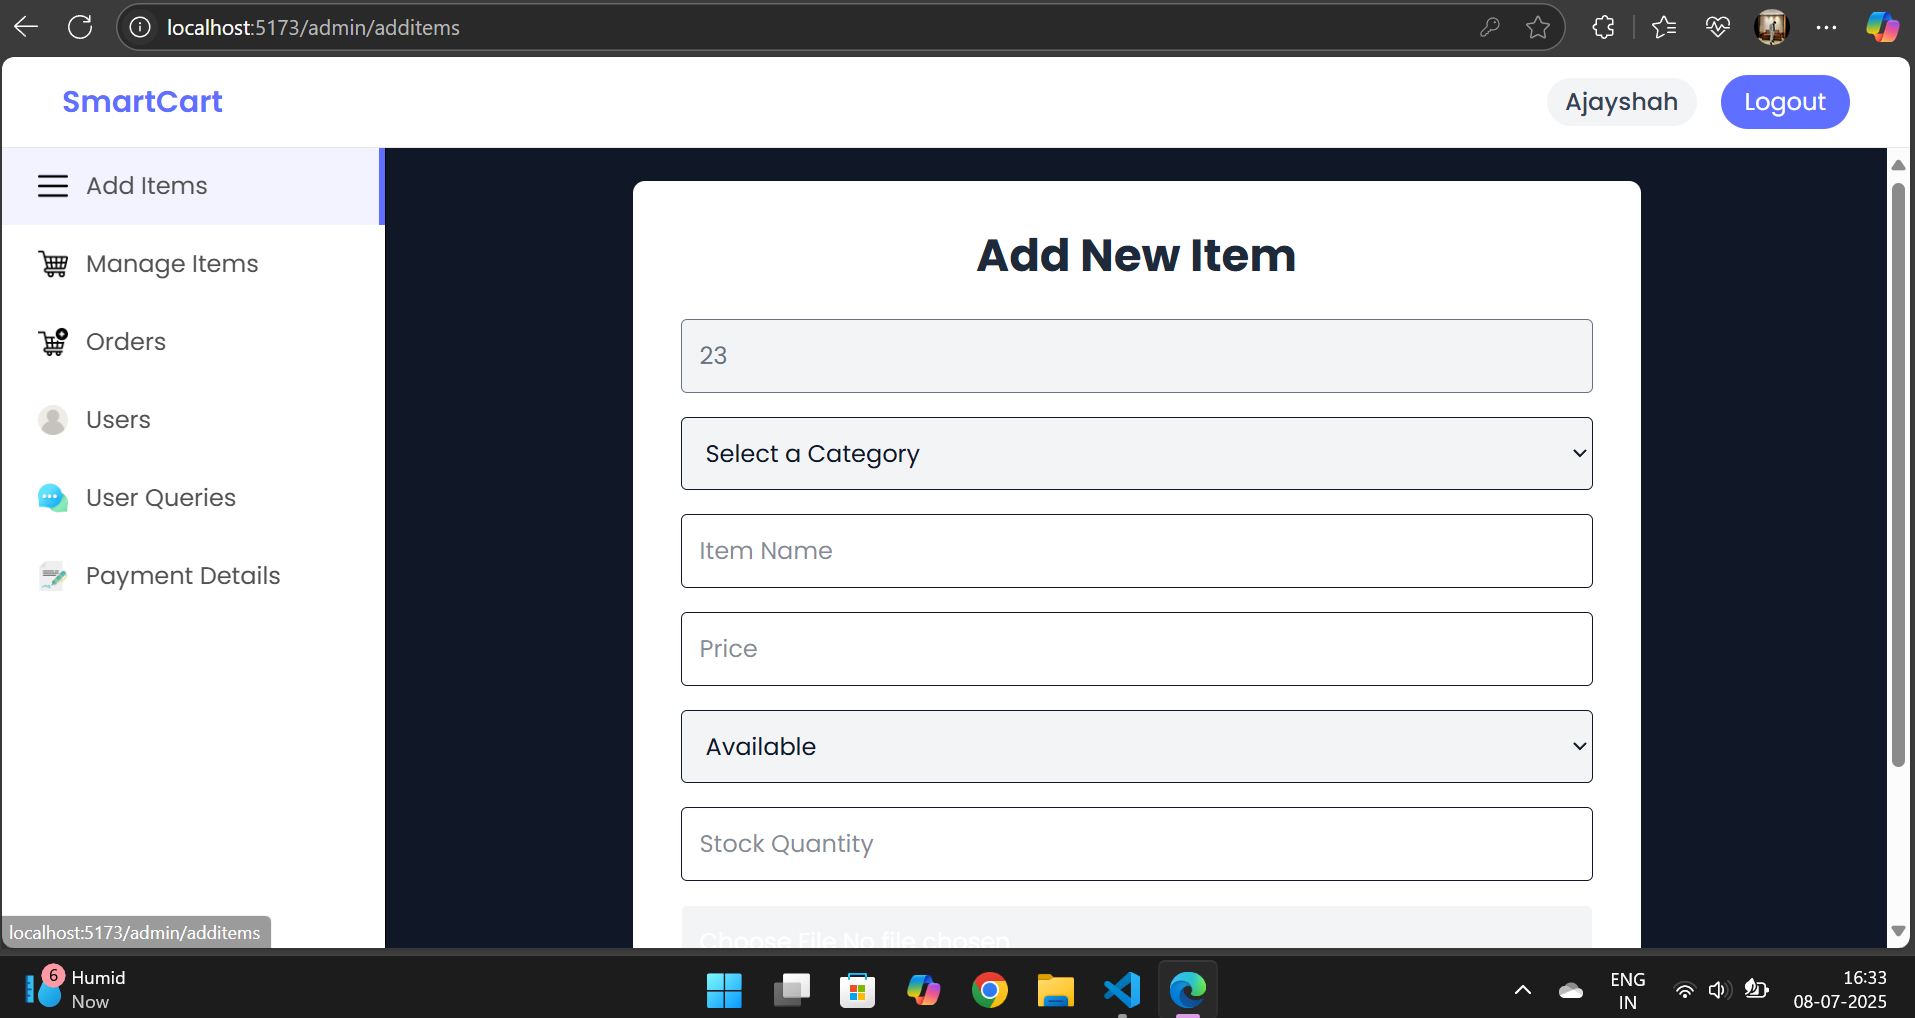 localhost:5173/admin/additems
SmartCart
Ajayshah
Logout
Add Items
Manage Items
Orders
Users
User Queries
Payment Details
Add New Item
23
Select a Category
Item Name
Price
Available
Stock Quantity
Choose File No file chosen
localhost:5173/admin/additems
6
Humid
Now
ENG
IN
16:33
08-07-2025